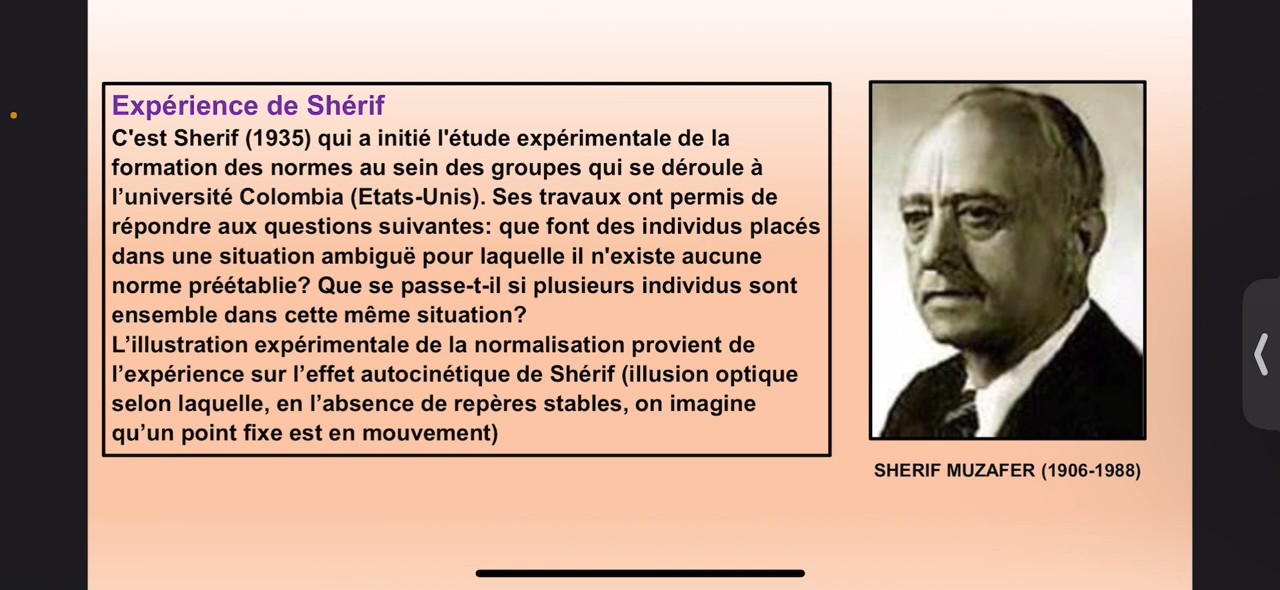 Expérience de Shérif
C'est Sherif (1935) qui a initié l'étude expérimentale de la
formation des normes au sein des groupes qui se déroule à
l’université Colombia (Etats-Unis). Ses travaux ont permis de
répondre aux questions suivantes: que font des individus placés
dans une situation ambiguë pour laquelle il n'existe aucune
norme préétablie? Que se passe-t-il si plusieurs individus sont
ensemble dans cette même situation?
L’illustration expérimentale de la normalisation provient de
l’expérience sur l’effet autocinétique de Shérif (illusion optique
selon laquelle, en l’absence de repères stables, on imagine
qu’un point fixe est en mouvement)
SHERIF MUZAFER (1906-1988)